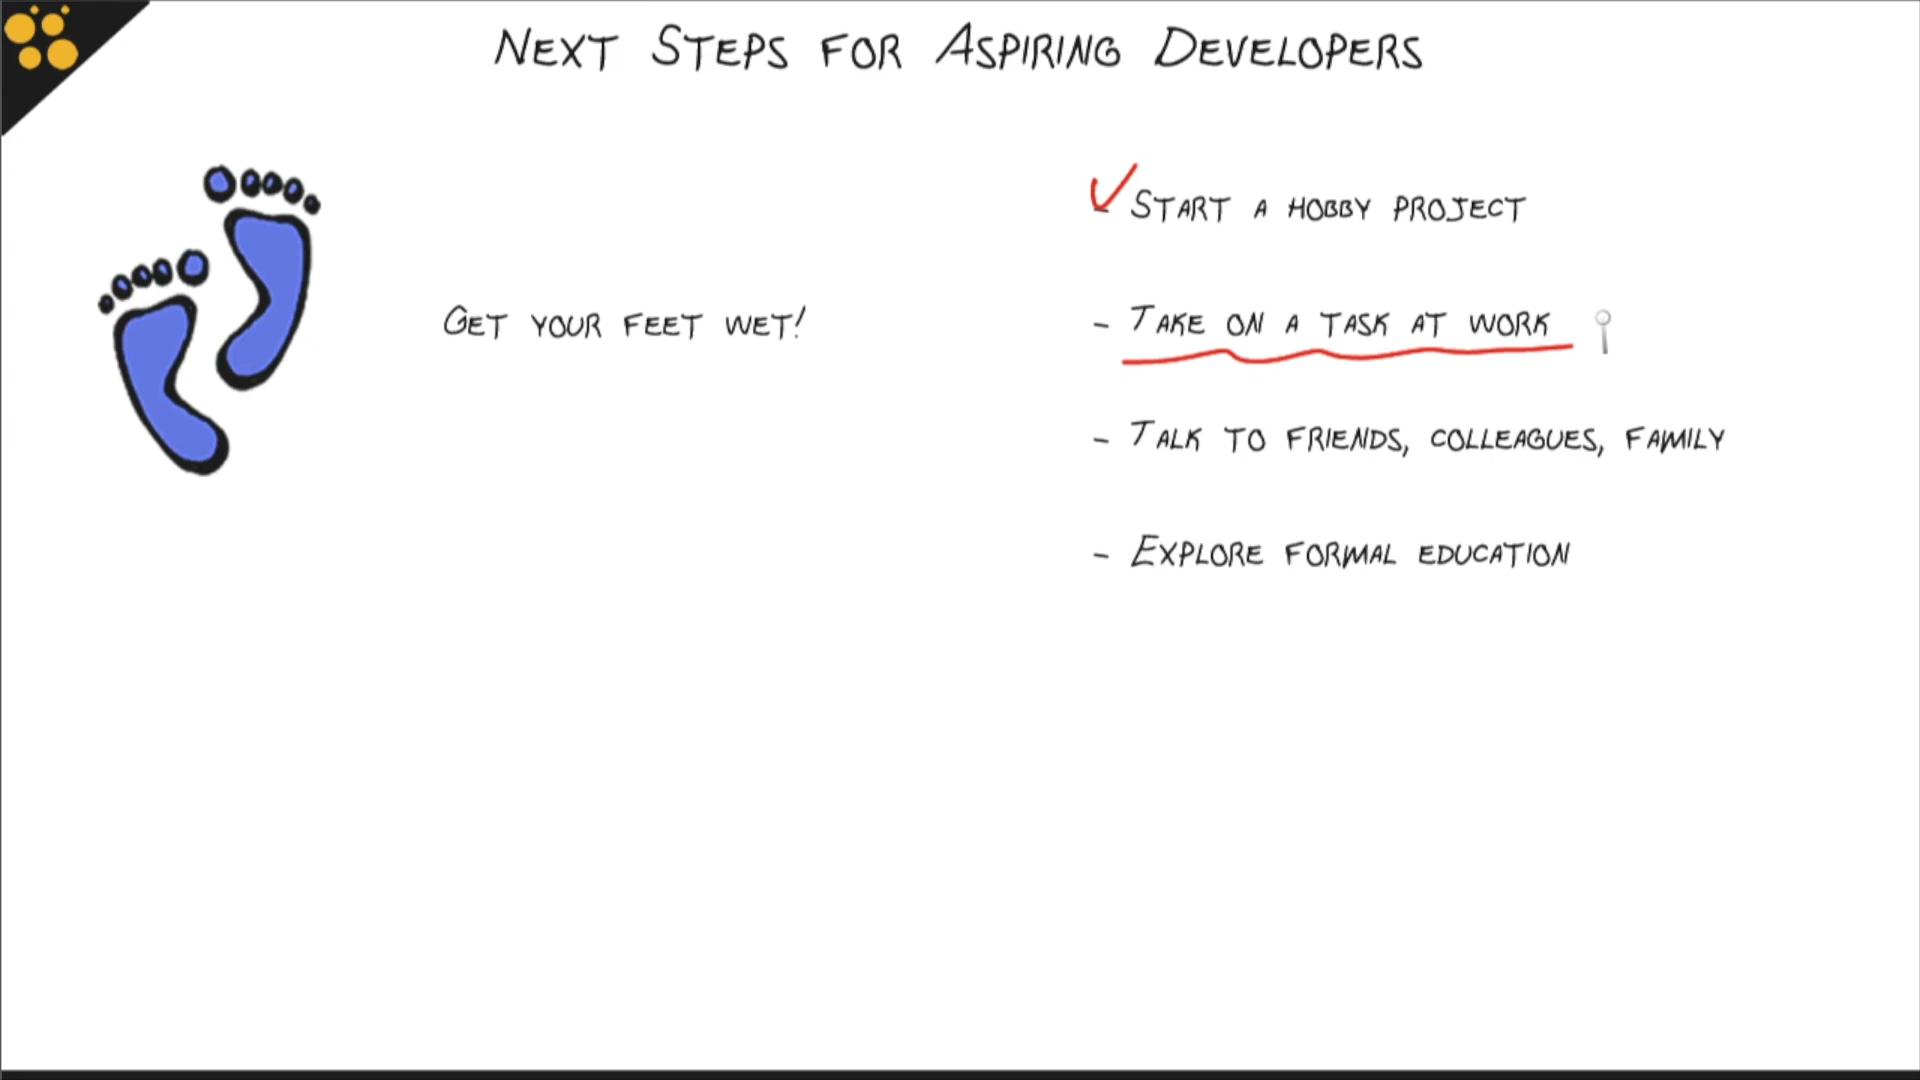 Next Steps for Aspiring Developers
Get your feet wet!
- Start a hobby project
- Take on a task at work
- Talk to friends, colleagues, family
- Explore formal education